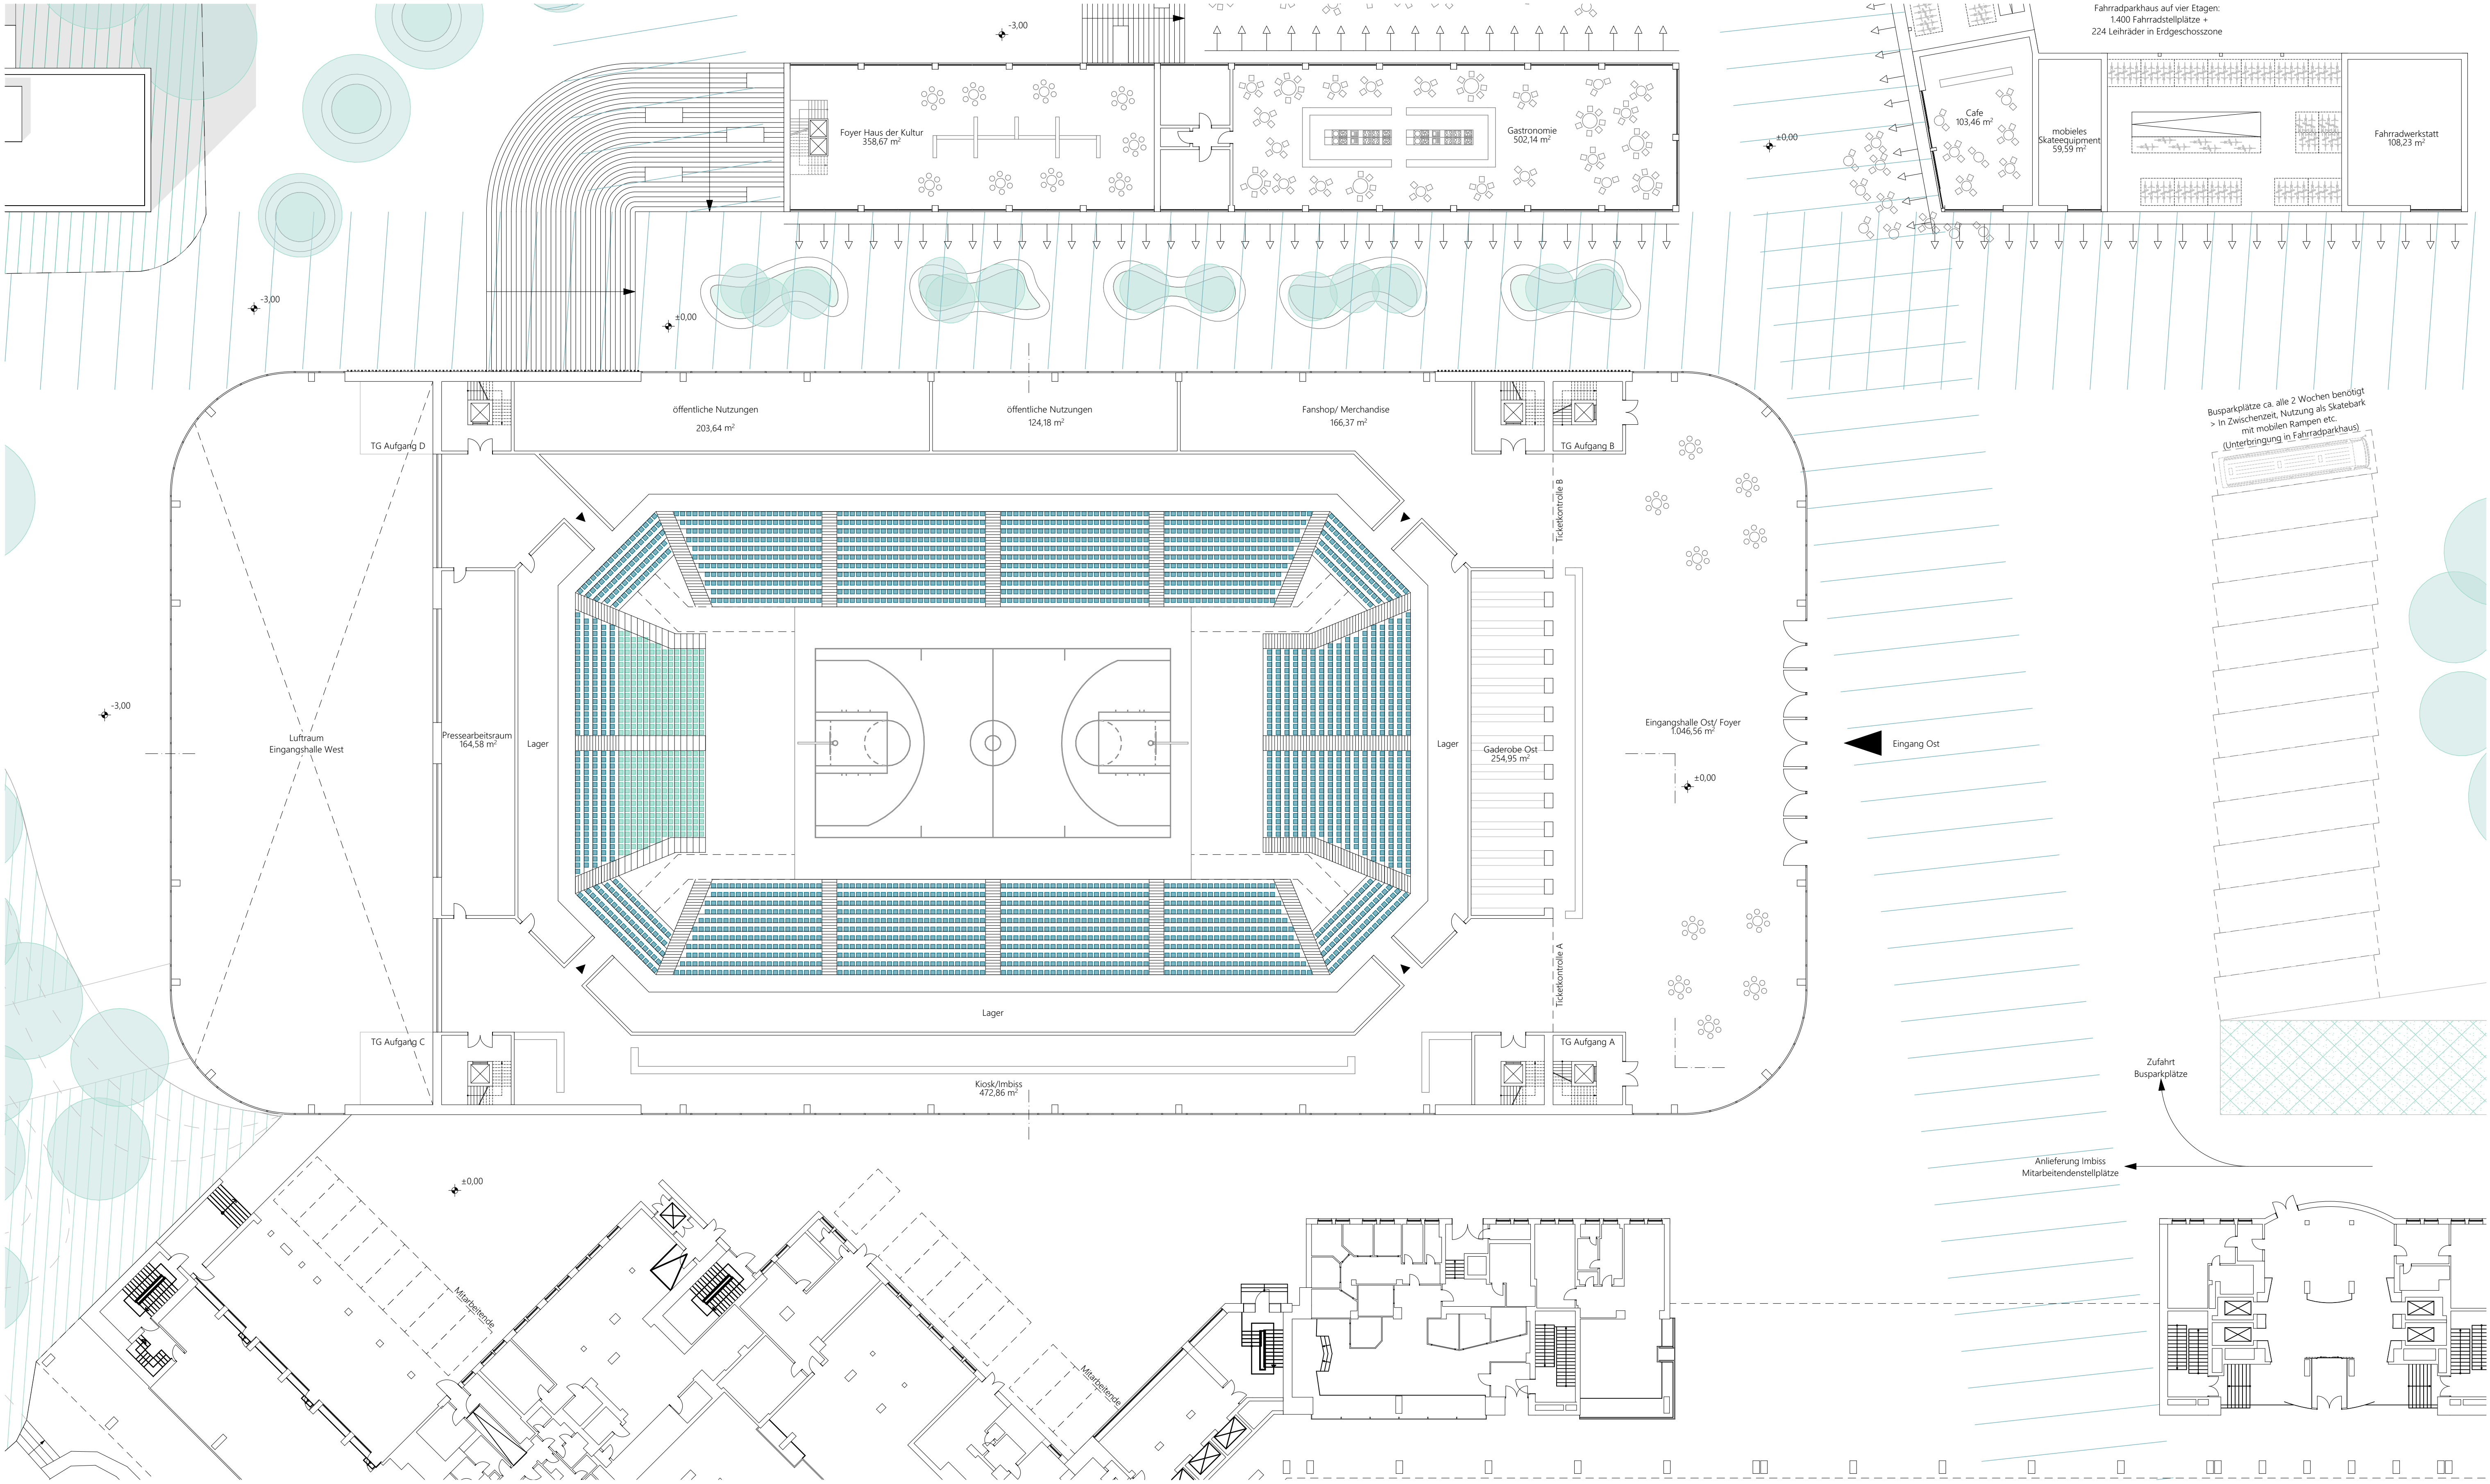 Fahrradparkhaus auf vier Etagen:
1.400 Fahrradstellplätze +
224 Leihräder in Erdgeschosszone
-3,00
Foyer Haus der Kultur
358,67 m²
Gastronomie
502,14 m²
±0,00
Cafe
103,46 m²
mobieles
Skateequipment
59,59 m²
Fahrradwerkstatt
108,23 m²
-3,00
±0,00
Busparkplätze ca. alle 2 Wochen benötigt
> In Zwischenzeit, Nutzung als Skatebark
mit mobilen Rampen etc.
(Unterbringung in Fahrradparkhaus)
öffentliche Nutzungen
203,64 m²
öffentliche Nutzungen
124,18 m²
Fanshop/ Merchandise
166,37 m²
TG Aufgang D
TG Aufgang B
Ticketkontrolle B
-3,00
Luftraum
Eingangshalle West
Pressearbeitsraum
164,58 m²
Lager
Lager
Gaderobe Ost
254,95 m²
Eingangshalle Ost/ Foyer
1.046,56 m²
±0,00
Eingang Ost
Ticketkontrolle A
Lager
TG Aufgang C
TG Aufgang A
Kiosk/Imbiss
472,86 m²
Zufahrt
Busparkplätze
Anlieferung Imbiss
Mitarbeitendenstellplätze
±0,00
Mitarbeitende
Mitarbeitende